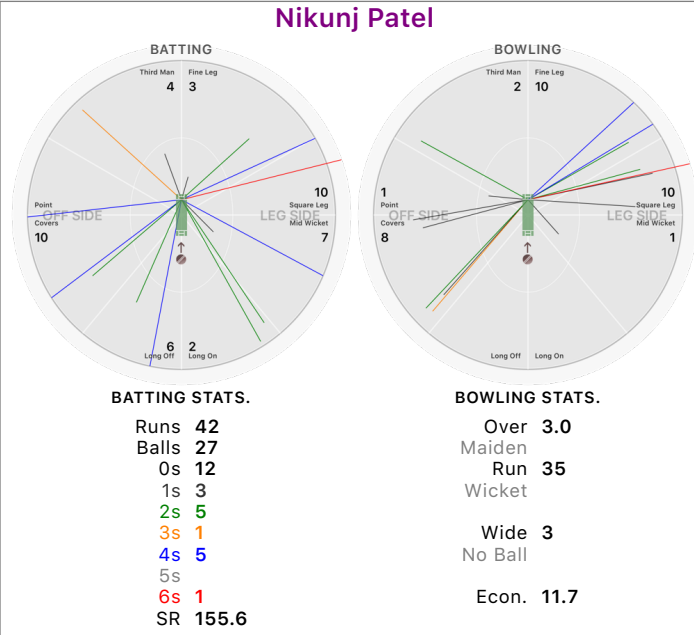 Nikunj Patel
BATTING
BOWLING
Third Man
Fine Leg
4
3
Third Man
Fine Leg
2
10
10
Point
OFF SIDE
Square Leg
LEG SIDE
Covers
Mid Wicket
10
7
1
10
Point
OFF SIDE
Square Leg
LEG SIDE
Covers
Mid Wicket
8
1
6
2
Long Off
Long On
Long Off
Long On
BATTING STATS.
Runs 42
Balls 27
0s 12
1s 3
2s 5
3s 1
4s 5
5s
6s 1
SR 155.6
BOWLING STATS.
Over 3.0
Maiden
Run 35
Wicket
Wide 3
No Ball
Econ. 11.7